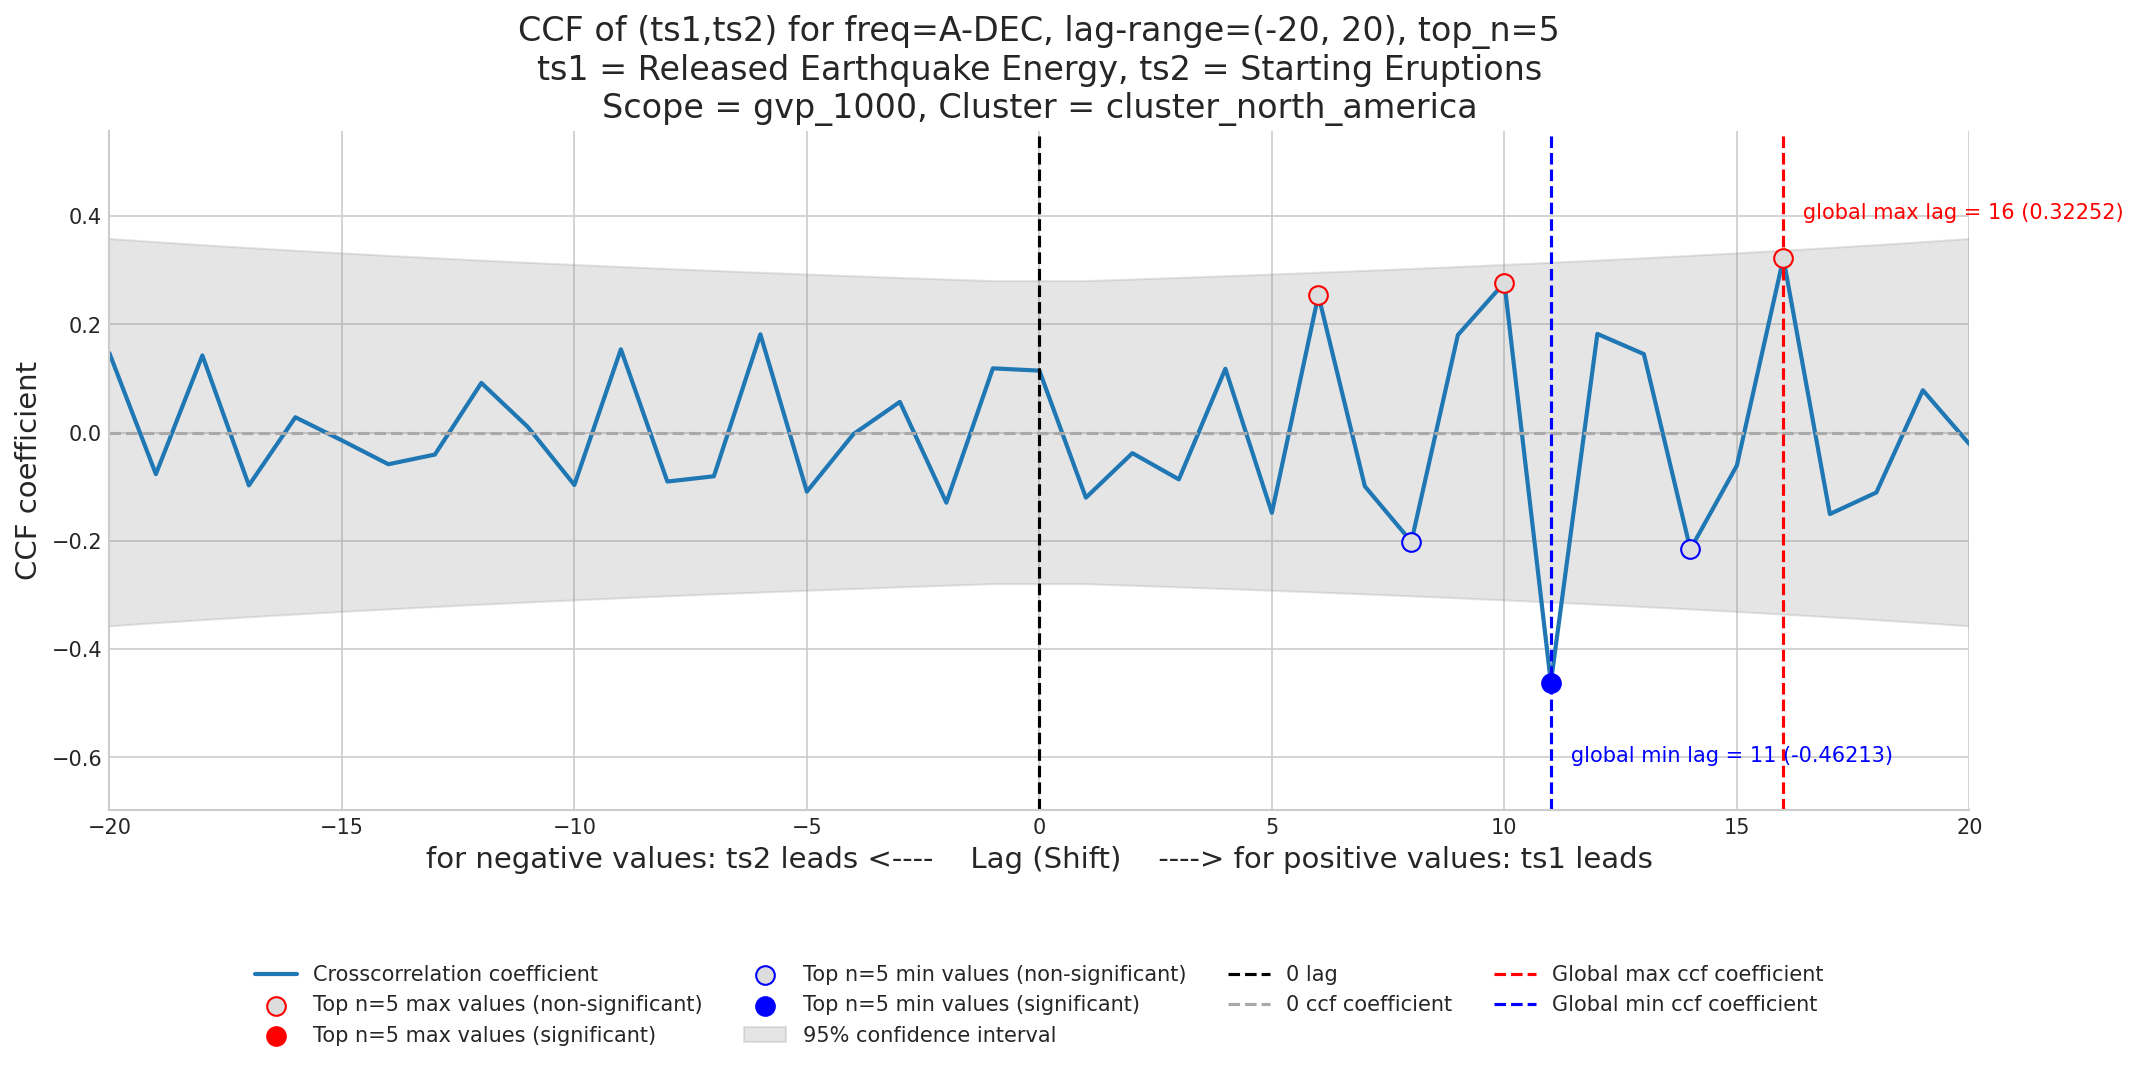 CCF of (ts1,ts2) for freq=A-DEC, lag-range=(-20, 20), top_n=5
ts1 = Released Earthquake Energy, ts2 = Starting Eruptions
Scope = gvp_1000, Cluster = cluster_north_america
global max lag = 16 (0.32252)
global min lag = 11 (-0.46213)
CCF coefficient
0.4
0.2
0.0
−0.2
−0.4
−0.6
−20 −15 −10 −5 0 5 10 15 20
for negative values: ts2 leads <---- Lag (Shift) ----> for positive values: ts1 leads
Crosscorrelation coefficient
Top n=5 max values (non-significant)
Top n=5 max values (significant)
Top n=5 min values (non-significant)
Top n=5 min values (significant)
95% confidence interval
0 lag
0 ccf coefficient
Global max ccf coefficient
Global min ccf coefficient